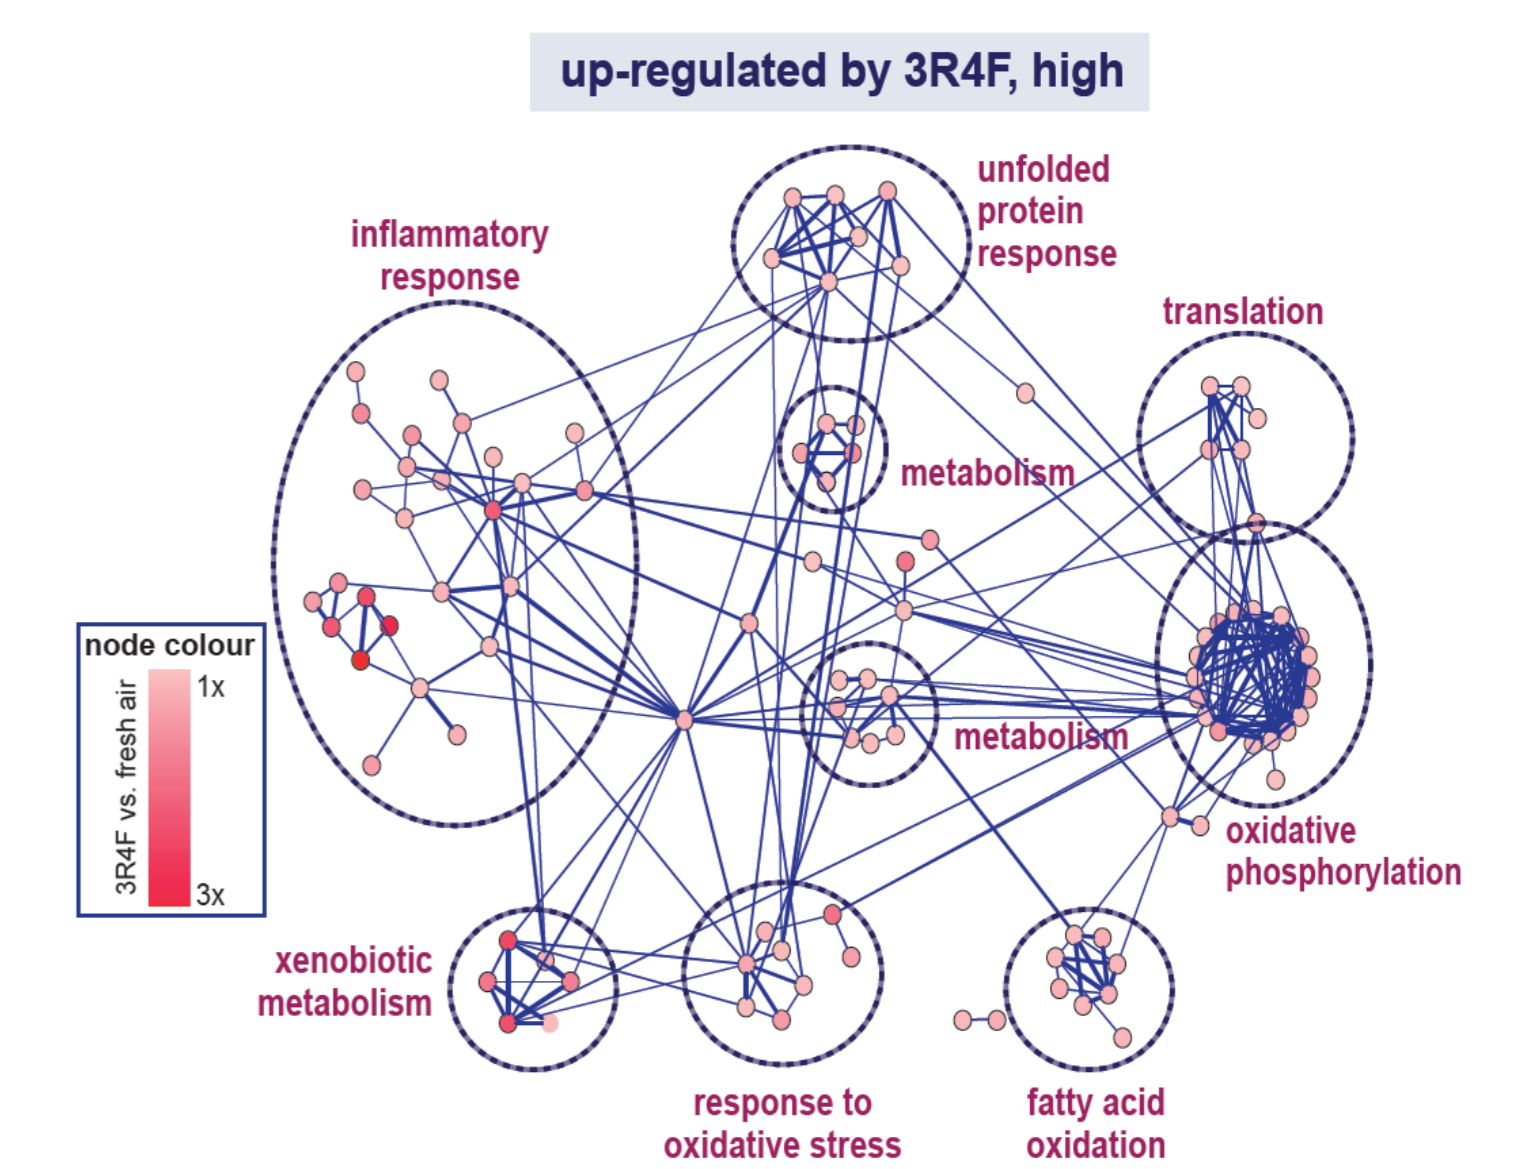 up-regulated by 3R4F, high
unfolded
protein
response
inflammatory
response
translation
metabolism
node colour
1x
3R4F vs. fresh air
3x
metabolism
oxidative
phosphorylation
xenobiotic
metabolism
response to
oxidative stress
fatty acid
oxidation